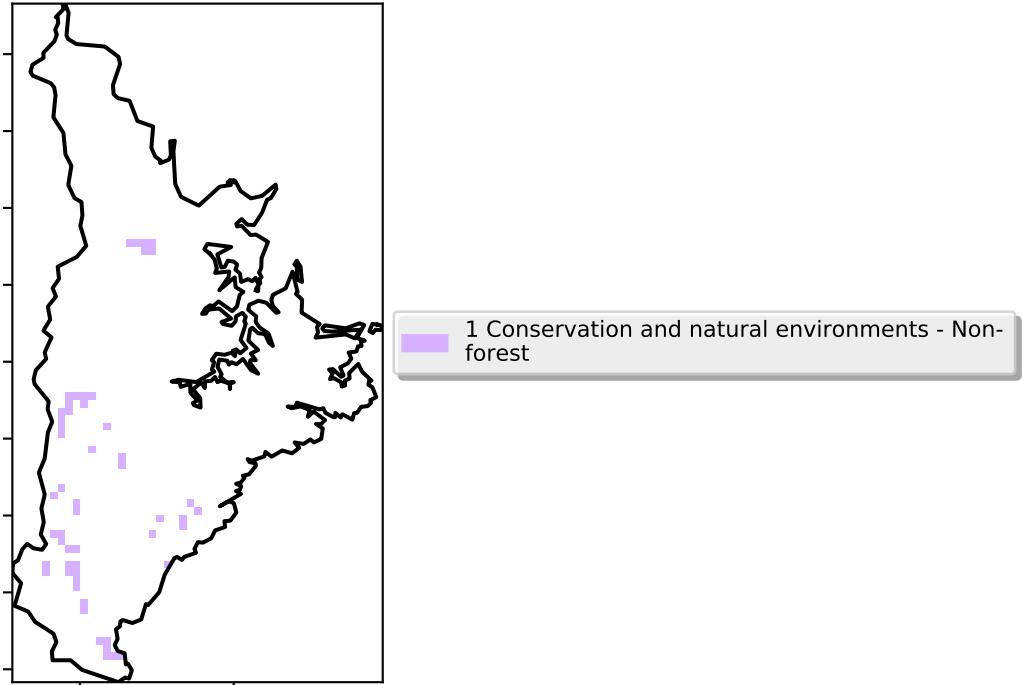 1 Conservation and natural environments - Non-
forest